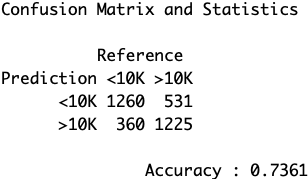 Confusion Matrix and Statistics
Reference
Prediction <10K >10K
<10K 1260 531
>10K 360 1225
Accuracy : 0.7361